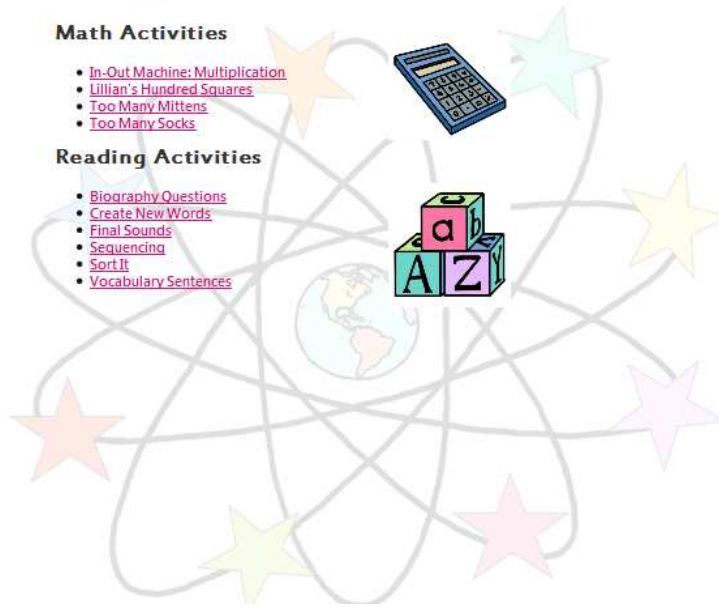 Math Activities
In-Out Machine: Multiplication
Lillian's Hundred Squares
Too Many Mittens
Too Many Socks
Reading Activities
Biography Questions
Create New Words
Final Sounds
Sequencing
Sort It
Vocabulary Sentences
a b
A Z Y